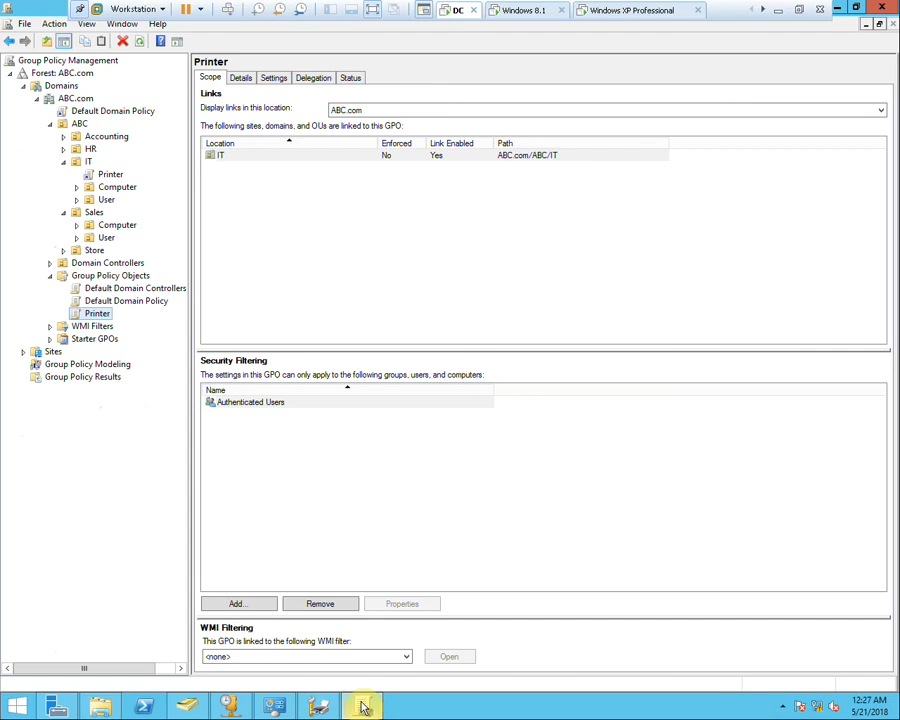 Workstation
DC
Windows 8.1
Windows XP Professional
File Action View Window Help
Group Policy Management
Forest: ABC.com
Domains
ABC.com
Default Domain Policy
ABC
Accounting
HR
IT
Printer
Computer
User
Sales
Computer
User
Store
Domain Controllers
Group Policy Objects
Default Domain Controllers
Default Domain Policy
Printer
WMI Filters
Starter GPOs
Sites
Group Policy Modeling
Group Policy Results
Printer
Scope Details Settings Delegation Status
Links
Display links in this location: ABC.com
The following sites, domains, and OUs are linked to this GPO:
Location Enforced Link Enabled Path
IT No Yes ABC.com/ABC/IT
Security Filtering
The settings in this GPO can only apply to the following groups, users, and computers:
Name
Authenticated Users
Add... Remove Properties
WMI Filtering
This GPO is linked to the following WMI filter:
<none> Open
12:27 AM
5/21/2018